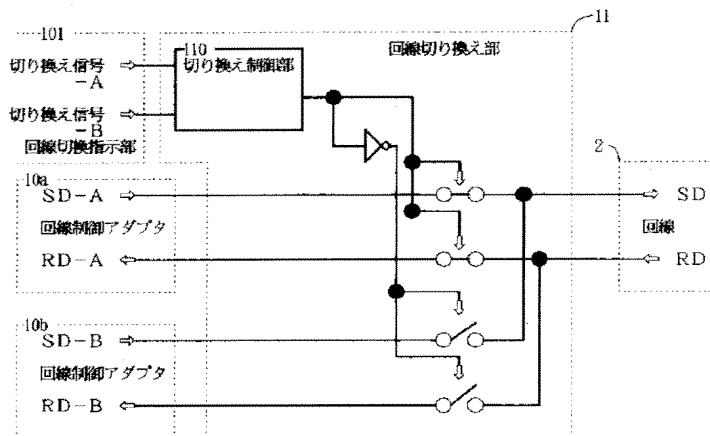 101
11
110
回線切り換え部
切り換え信号
-A
切り換え制御部
切り換え信号
-B
回線切換指示部
2
10a
SD-A
SD
回線制御アダプタ
回線
RD-A
RD
10b
SD-B
回線制御アダプタ
RD-B